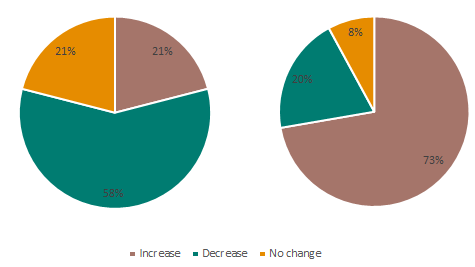 21% 21% 8%
20%
73%
58%
Increase Decrease No change